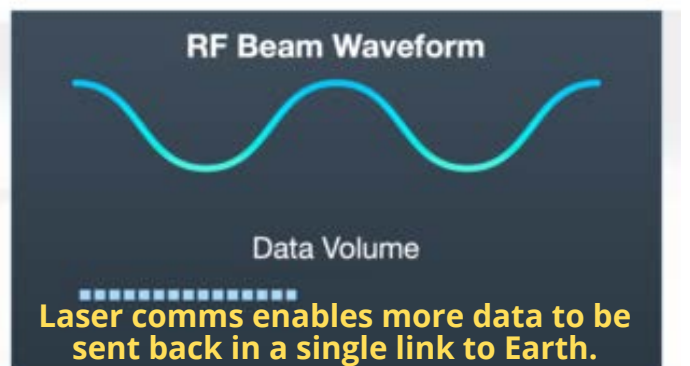 RF Beam Waveform
Data Volume
Laser comms enables more data to be
sent back in a single link to Earth.